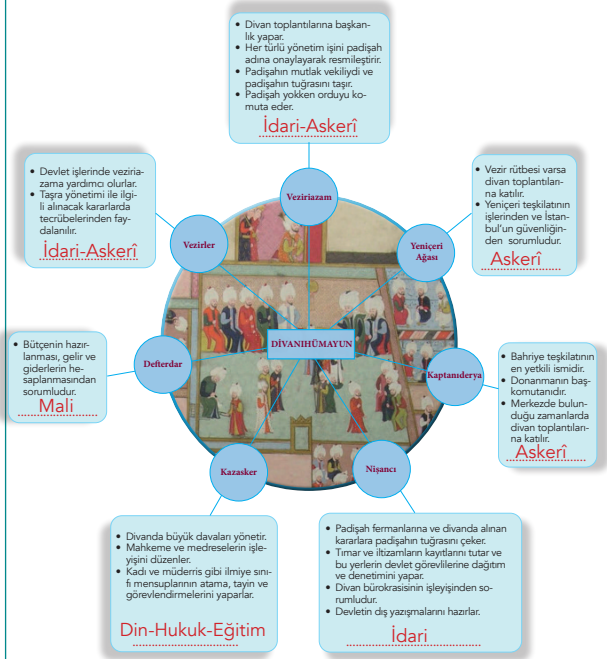 • Divan toplantılarına başkan-
lık yapar.
• Her türlü yönetim işini padişah
adına onaylayarak resmileştirir.
• Padişahın mutlak vekiliydi ve
padişahın tuğrasını taşır.
• Padişah yokken orduyu ko-
muta eder.
İdari-Askerî
• Devlet işlerinde veziria-
zama yardımcı olurlar.
• Taşra yönetimi ile ilgi-
li alınacak kararlarda
tecrübelerinden fay-
dalanılır.
İdari-Askerî
Veziriazam
• Vezir rütbesi varsa
divan toplantıları-
na katılır.
• Yeniçeri teşkilatının
işlerinden ve İstan-
bul'un güvenliğin-
den sorumludur.
Askerî
Vezirler
Yeniçeri
Ağası
DİVANIHÜMAYUN
• Bütçenin hazır-
lanması, gelir ve
giderlerin he-
saplanmasından
sorumludur.
Mali
Defterdar
Kaptanıderya
• Bahriye teşkilatının
en yetkili ismidir.
• Donanmanın baş-
komutanıdır.
• Merkezde bulun-
duğu zamanlarda
divan toplantıları-
na katılır.
Askerî
Kazasker
Nişancı
• Divanda büyük davaları yönetir.
• Mahkeme ve medreselerin işle-
yişini düzenler.
• Kadı ve müderris gibi ilmiye sını-
fı mensuplarının atama, tayin ve
görevlendirmelerini yaparlar.
Din-Hukuk-Eğitim
• Padişah fermanlarına ve divanda alınan
kararlara padişahın tuğrasını çeker.
• Tımar ve iltizamların kayıtlarını tutar ve
bu yerlerin devlet görevlilerine dağıtım
ve denetimini yapar.
• Divan bürokrasisinin işleyişinden so-
rumludur.
• Devletin dış yazışmalarını hazırlar.
İdari